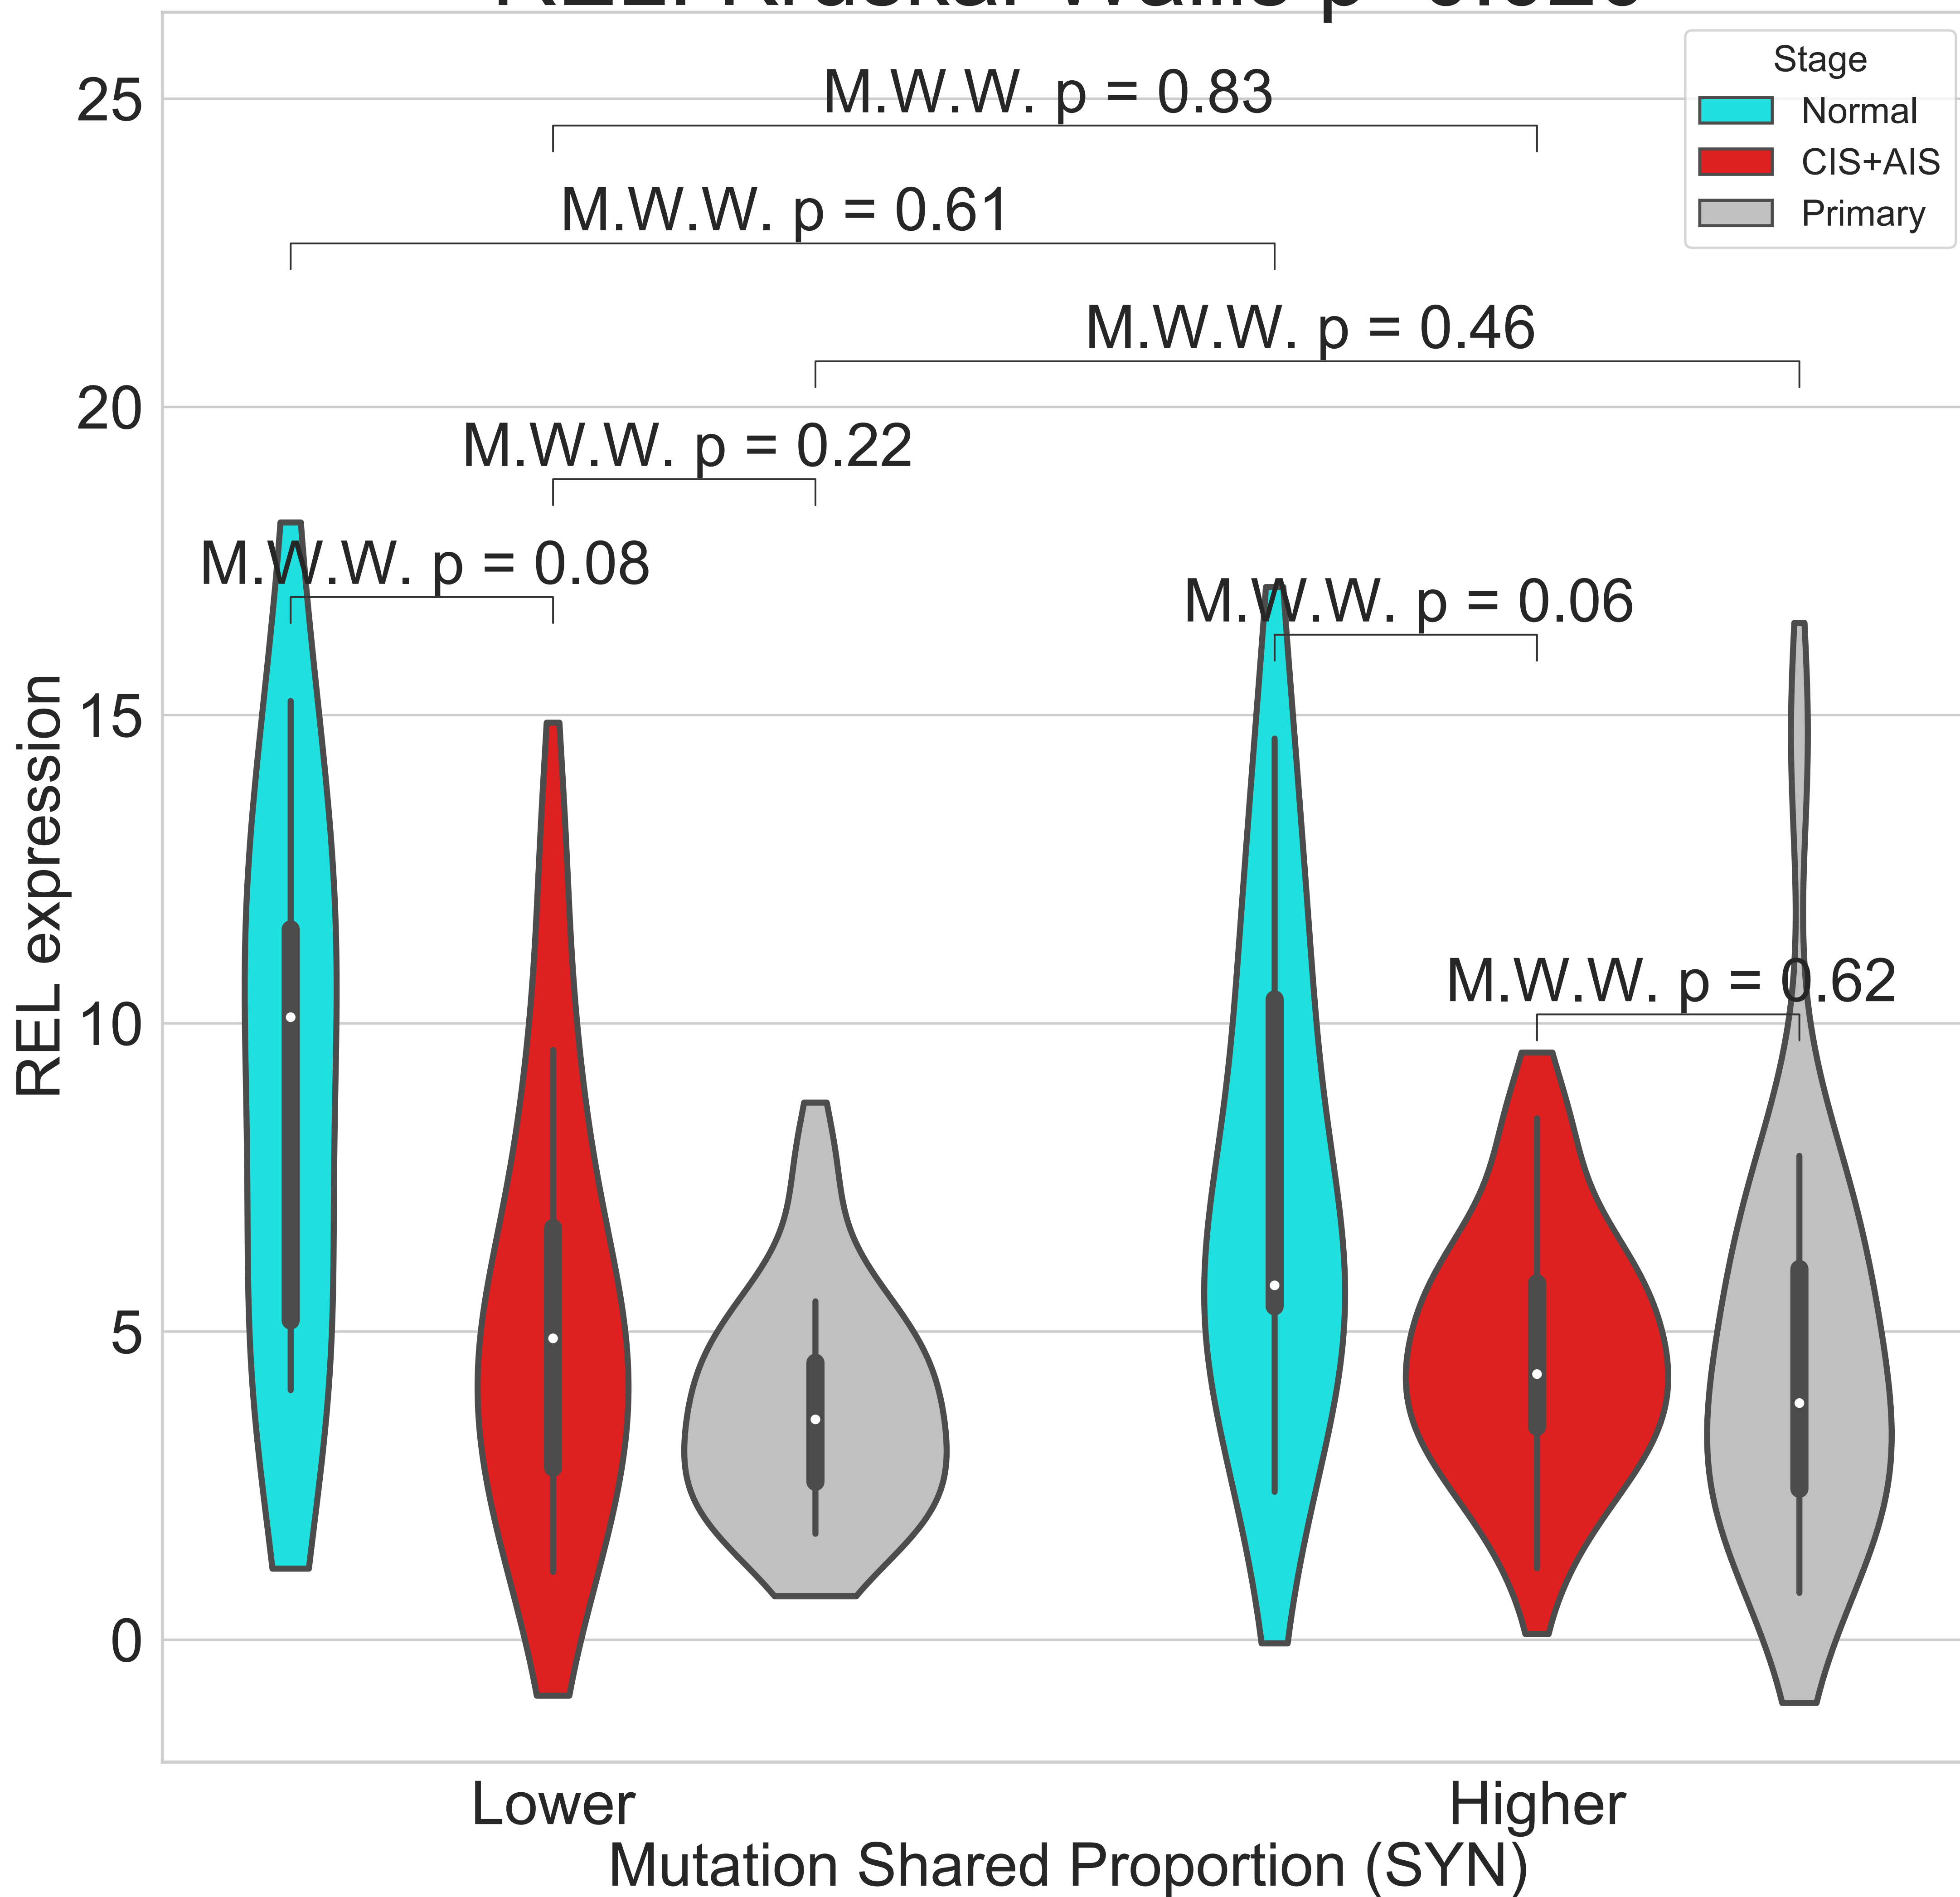 Stage
Normal
CIS+AIS
Primary
M.W.W. p = 0.83
M.W.W. p = 0.61
M.W.W. p = 0.46
M.W.W. p = 0.22
M.W.W. p = 0.08
M.W.W. p = 0.06
M.W.W. p = 0.62
25
20
15
10
5
0
REL expression
Lower
Higher
Mutation Shared Proportion (SYN)